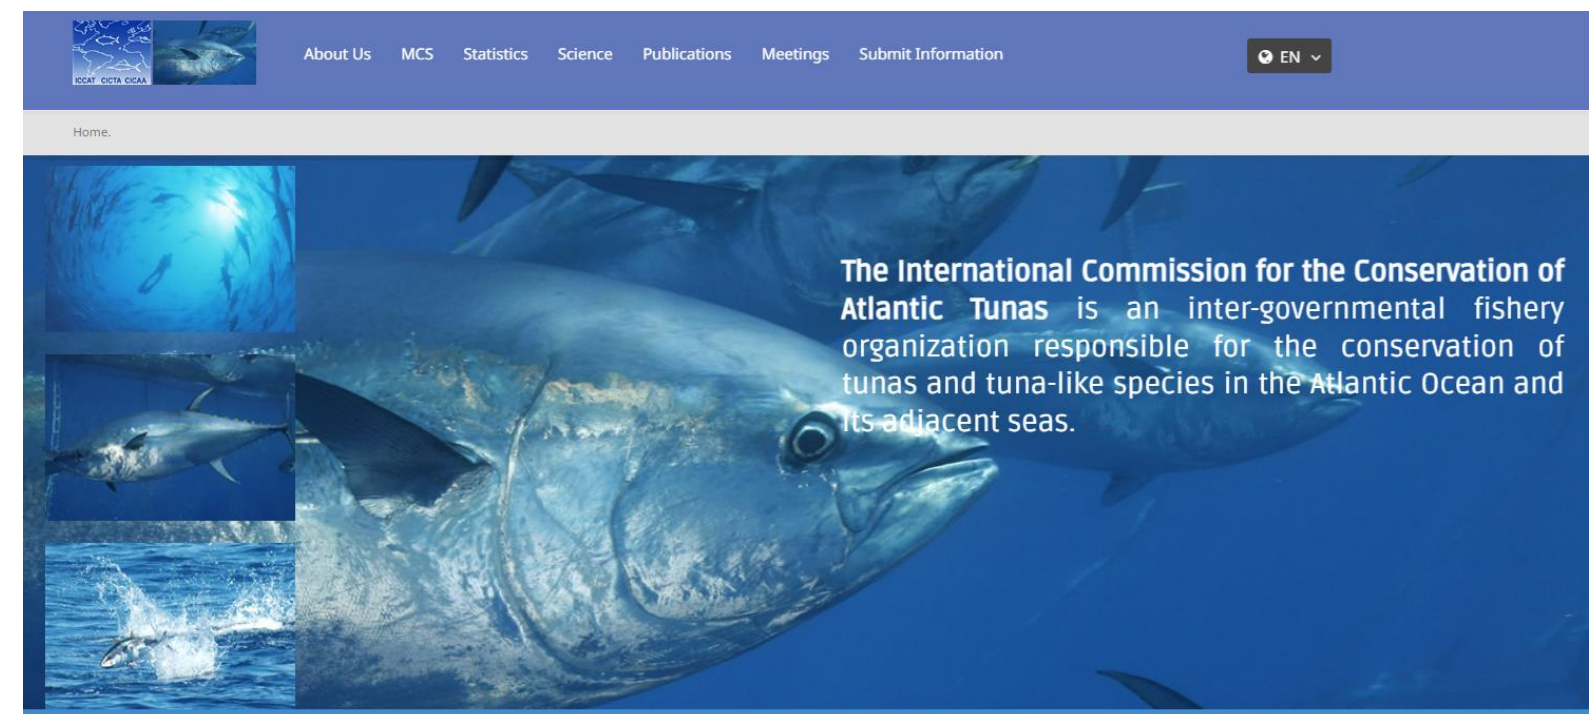 ICCAT CICTA CICAA
About Us MCS Statistics Science Publications Meetings Submit Information
EN
Home.
The International Commission for the Conservation of
Atlantic Tunas is an inter-governmental fishery
organization responsible for the conservation of
tunas and tuna-like species in the Atlantic Ocean and
its adjacent seas.